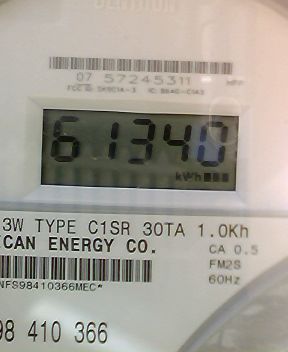 07 57245311
61340
kWh
3W TYPE C1SR 30TA 1.0Kh
CAN ENERGY CO.
CA 0.5
FM2S
60Hz
NFS98410366MEC*
98 410 366